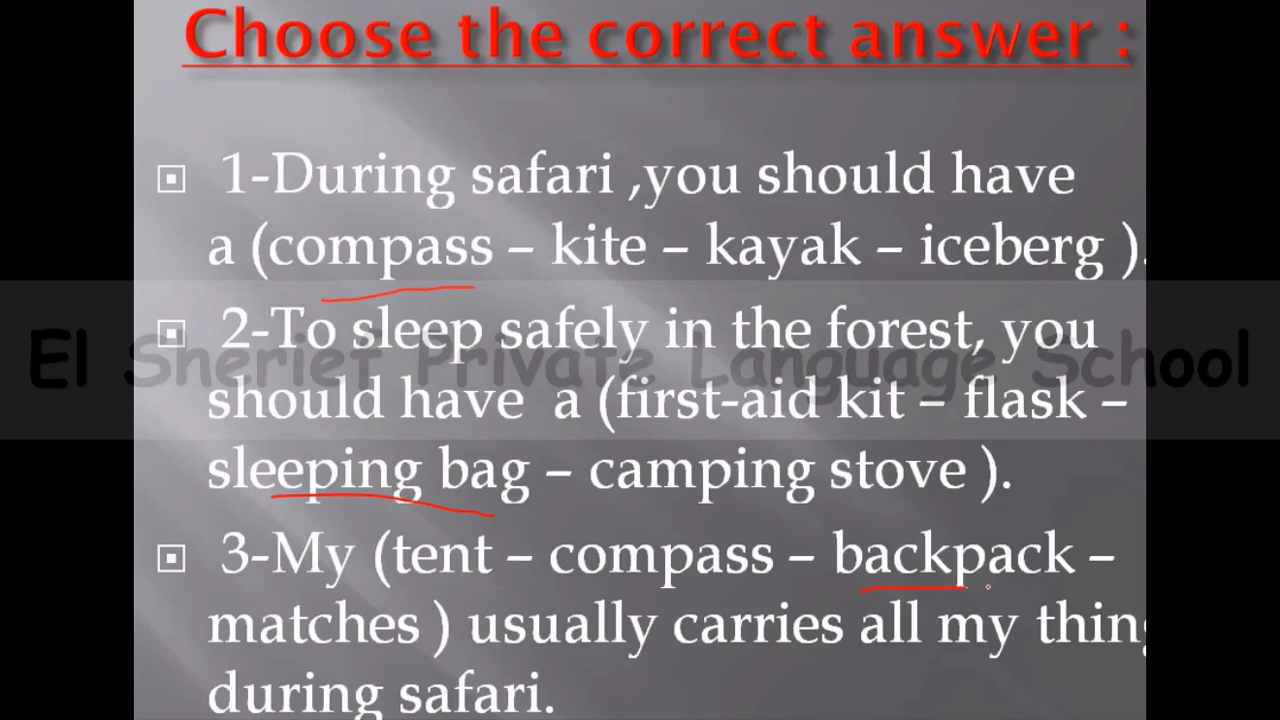 Choose the correct answer :
1-During safari ,you should have
a (compass – kite – kayak – iceberg ).
2-To sleep safely in the forest, you
El Sheriet Private Language School
should have a (first-aid kit – flask –
sleeping bag – camping stove ).
3-My (tent – compass – backpack –
matches ) usually carries all my thing
during safari.